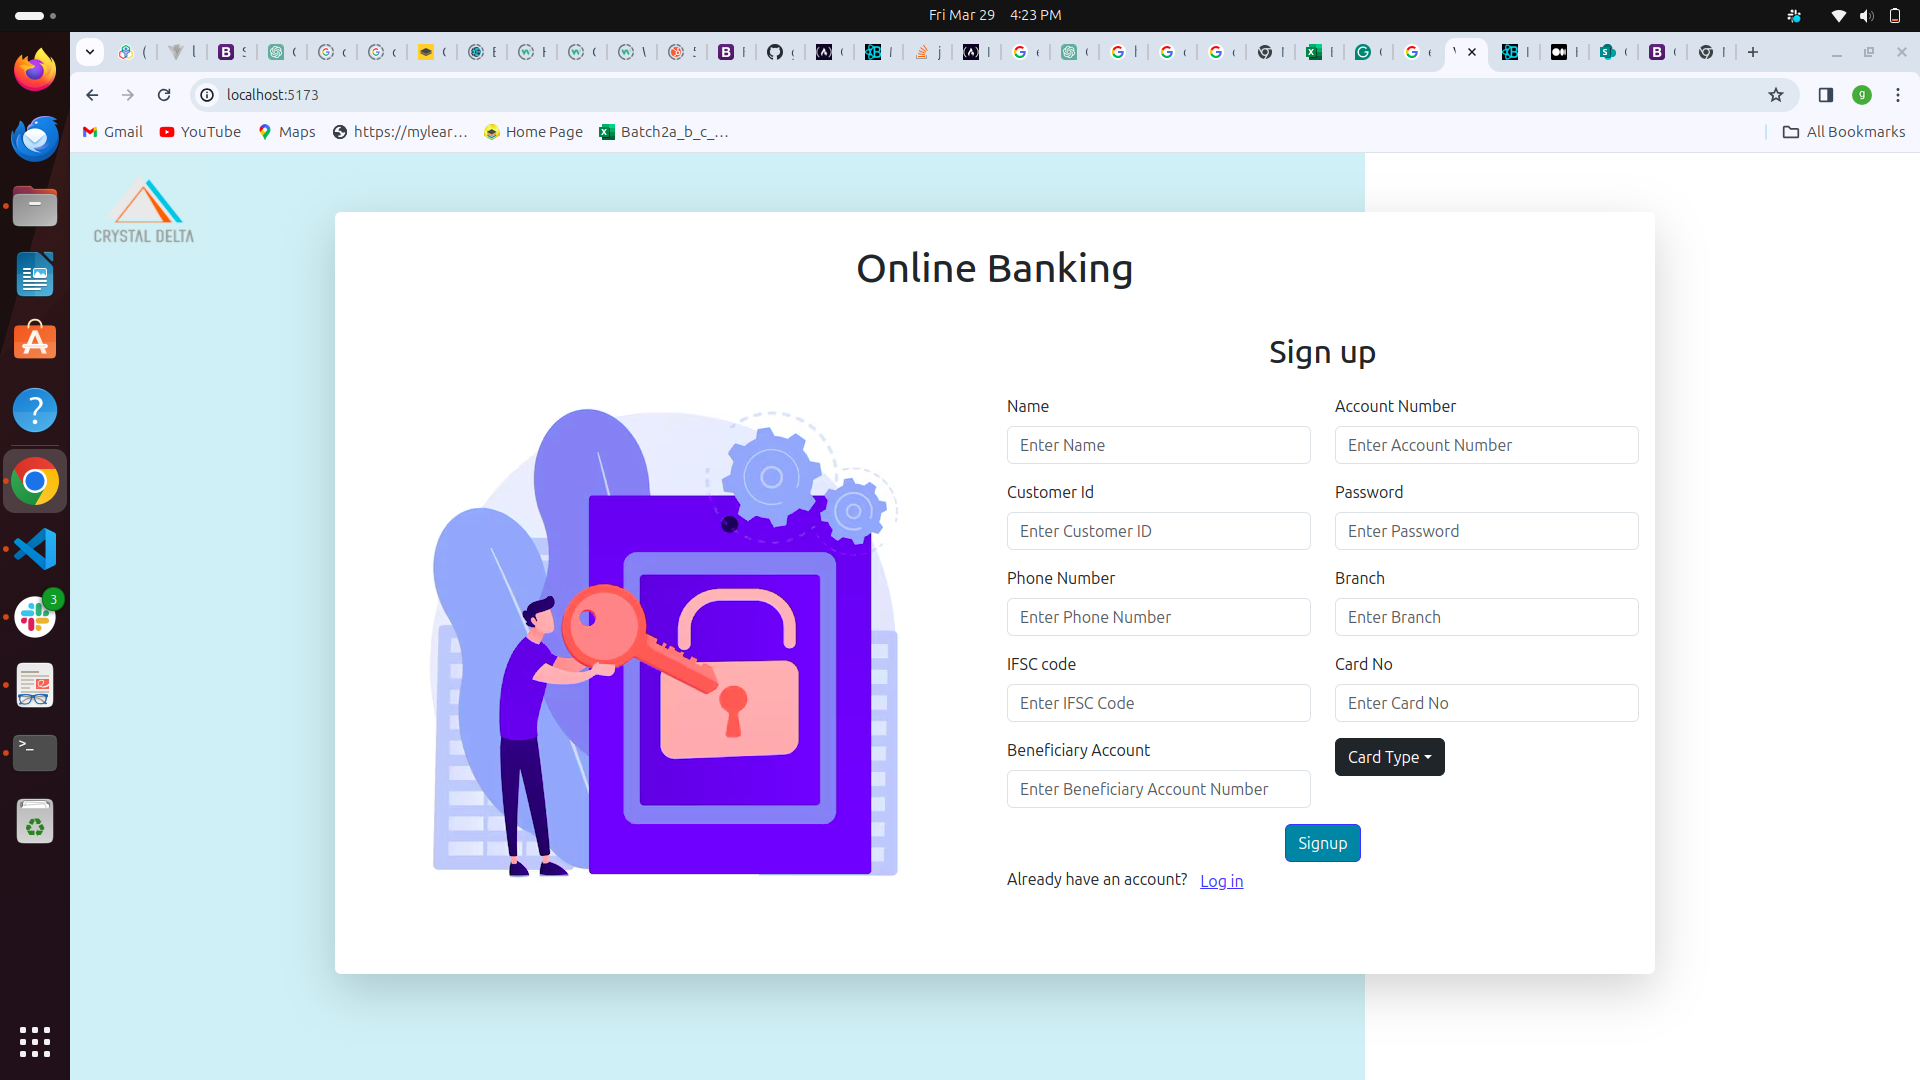 Fri Mar 29 4:23 PM
localhost:5173
g
Gmail
YouTube
Maps
https://mylear...
Home Page
Batch2a_b_c_...
All Bookmarks
CRYSTAL DELTA
Online Banking
Sign up
Name
Account Number
Enter Name
Enter Account Number
Customer Id
Password
Enter Customer ID
Enter Password
Phone Number
Branch
Enter Phone Number
Enter Branch
IFSC code
Card No
Enter IFSC Code
Enter Card No
Beneficiary Account
Card Type
Enter Beneficiary Account Number
Signup
Already have an account? Log in
3